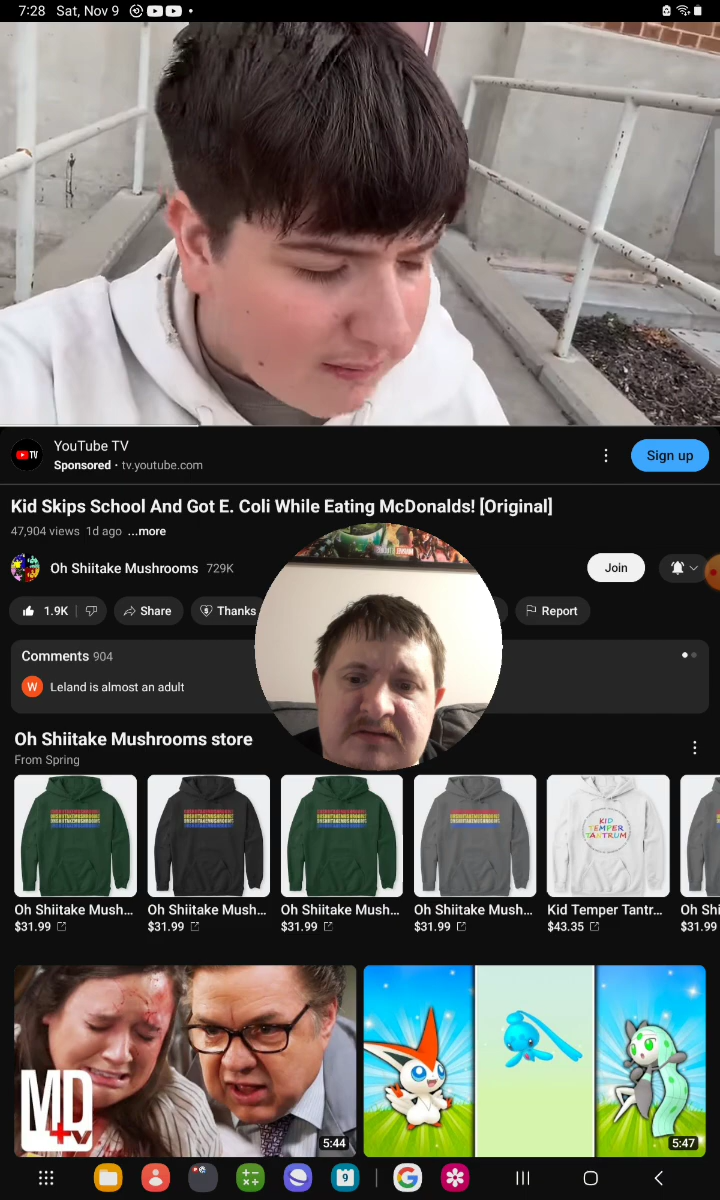 7:28 Sat, Nov 9
YouTube TV
Sponsored · tv.youtube.com
Sign up
Kid Skips School And Got E. Coli While Eating McDonalds! [Original]
47,904 views 1d ago ...more
Oh Shiitake Mushrooms 729K
Join
1.9K Share Thanks Report
Comments 904
W Leland is almost an adult
Oh Shiitake Mushrooms store
From Spring
KID
TEMPER
TANTRUM
Oh Shiitake Mush... Oh Shiitake Mush... Oh Shiitake Mush... Oh Shiitake Mush... Kid Temper Tantr... Oh Shi
$31.99 $31.99 $31.99 $31.99 $43.35 $31.99
MD
TV
5:44
5:47
9
G